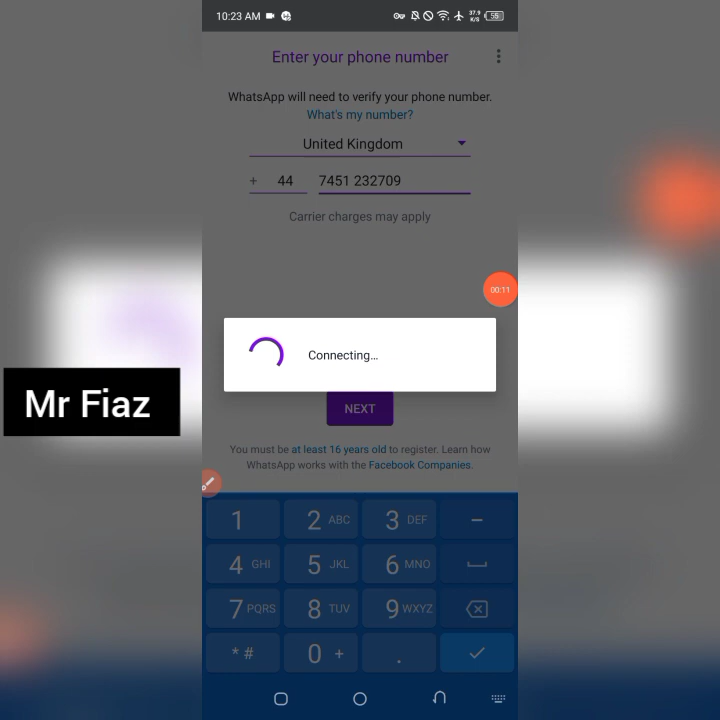 10:23 AM
37.9
K/S
55
Enter your phone number
WhatsApp will need to verify your phone number.
What's my number?
United Kingdom
+ 44 7451 232709
Carrier charges may apply
00:11
Connecting...
Mr Fiaz
NEXT
You must be at least 16 years old to register. Learn how
WhatsApp works with the Facebook Companies.
1 2 ABC 3 DEF –
4 GHI 5 JKL 6 MNO
7 PQRS 8 TUV 9 WXYZ
* # 0 + .